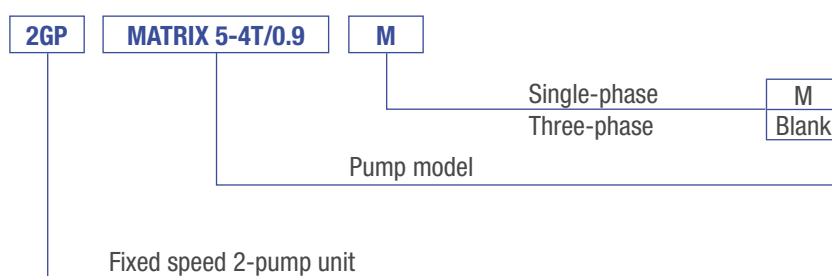 2GP MATRIX 5-4T/0.9 M
Single-phase M
Three-phase Blank
Pump model
Fixed speed 2-pump unit